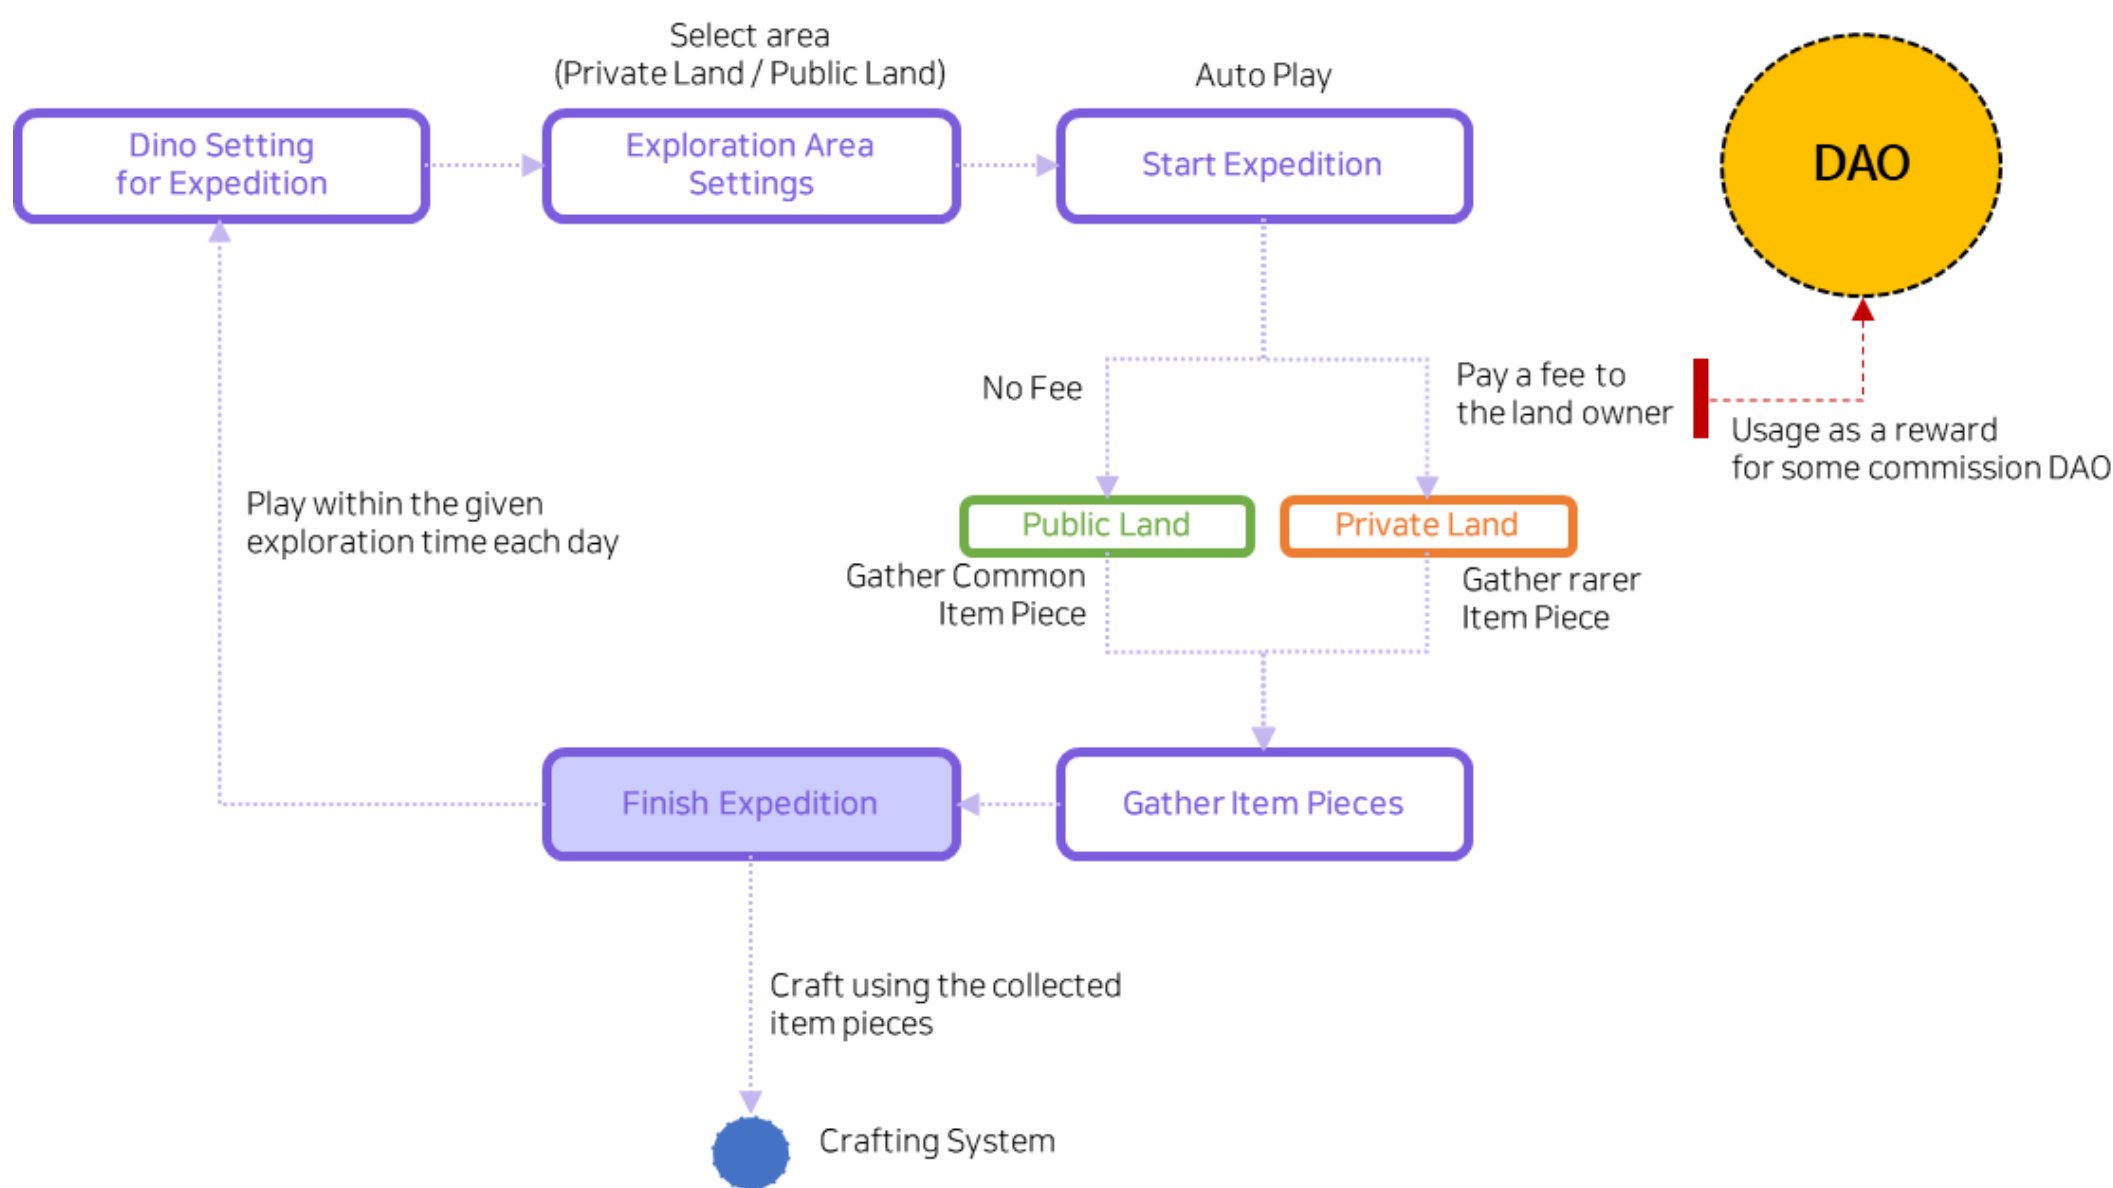 Select area
(Private Land / Public Land)
Auto Play
Dino Setting
for Expedition
Exploration Area
Settings
Start Expedition
DAO
No Fee
Pay a fee to
the land owner
Usage as a reward
for some commission DAO
Play within the given
exploration time each day
Public Land
Private Land
Gather Common
Item Piece
Gather rarer
Item Piece
Finish Expedition
Gather Item Pieces
Craft using the collected
item pieces
Crafting System